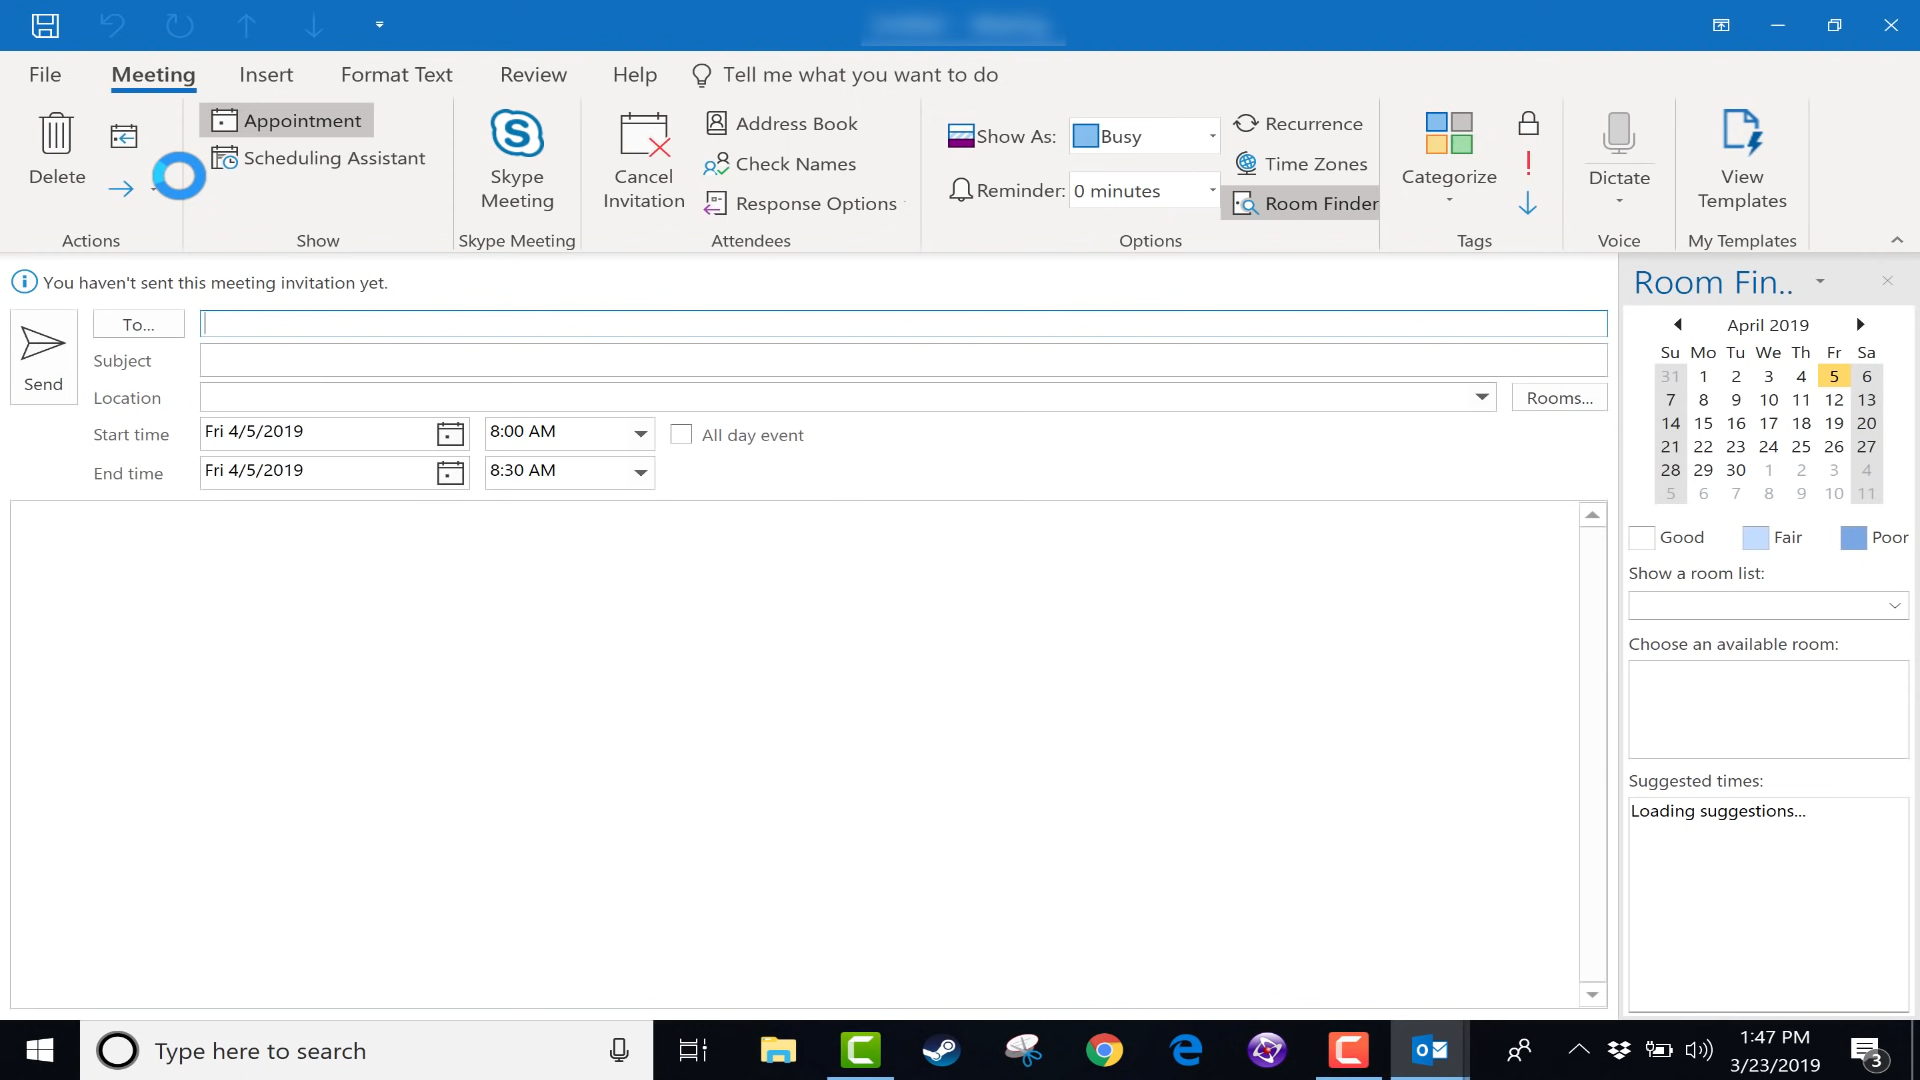 File Meeting Insert Format Text Review Help Tell me what you want to do
Delete
Actions
Appointment
Scheduling Assistant
Show
Skype
Meeting
Skype Meeting
Cancel
Invitation
Address Book
Check Names
Response Options
Attendees
Show As: Busy
Reminder: 0 minutes
Recurrence
Time Zones
Room Finder
Options
Categorize
Tags
Dictate
Voice
View
Templates
My Templates
You haven't sent this meeting invitation yet.
Send
To...
Subject
Location Rooms...
Start time Fri 4/5/2019 8:00 AM All day event
End time Fri 4/5/2019 8:30 AM
Room Fin..
April 2019
Su Mo Tu We Th Fr Sa
31 1 2 3 4 5 6
7 8 9 10 11 12 13
14 15 16 17 18 19 20
21 22 23 24 25 26 27
28 29 30 1 2 3 4
5 6 7 8 9 10 11
Good Fair Poor
Show a room list:
Choose an available room:
Suggested times:
Loading suggestions...
Type here to search
1:47 PM
3/23/2019
3